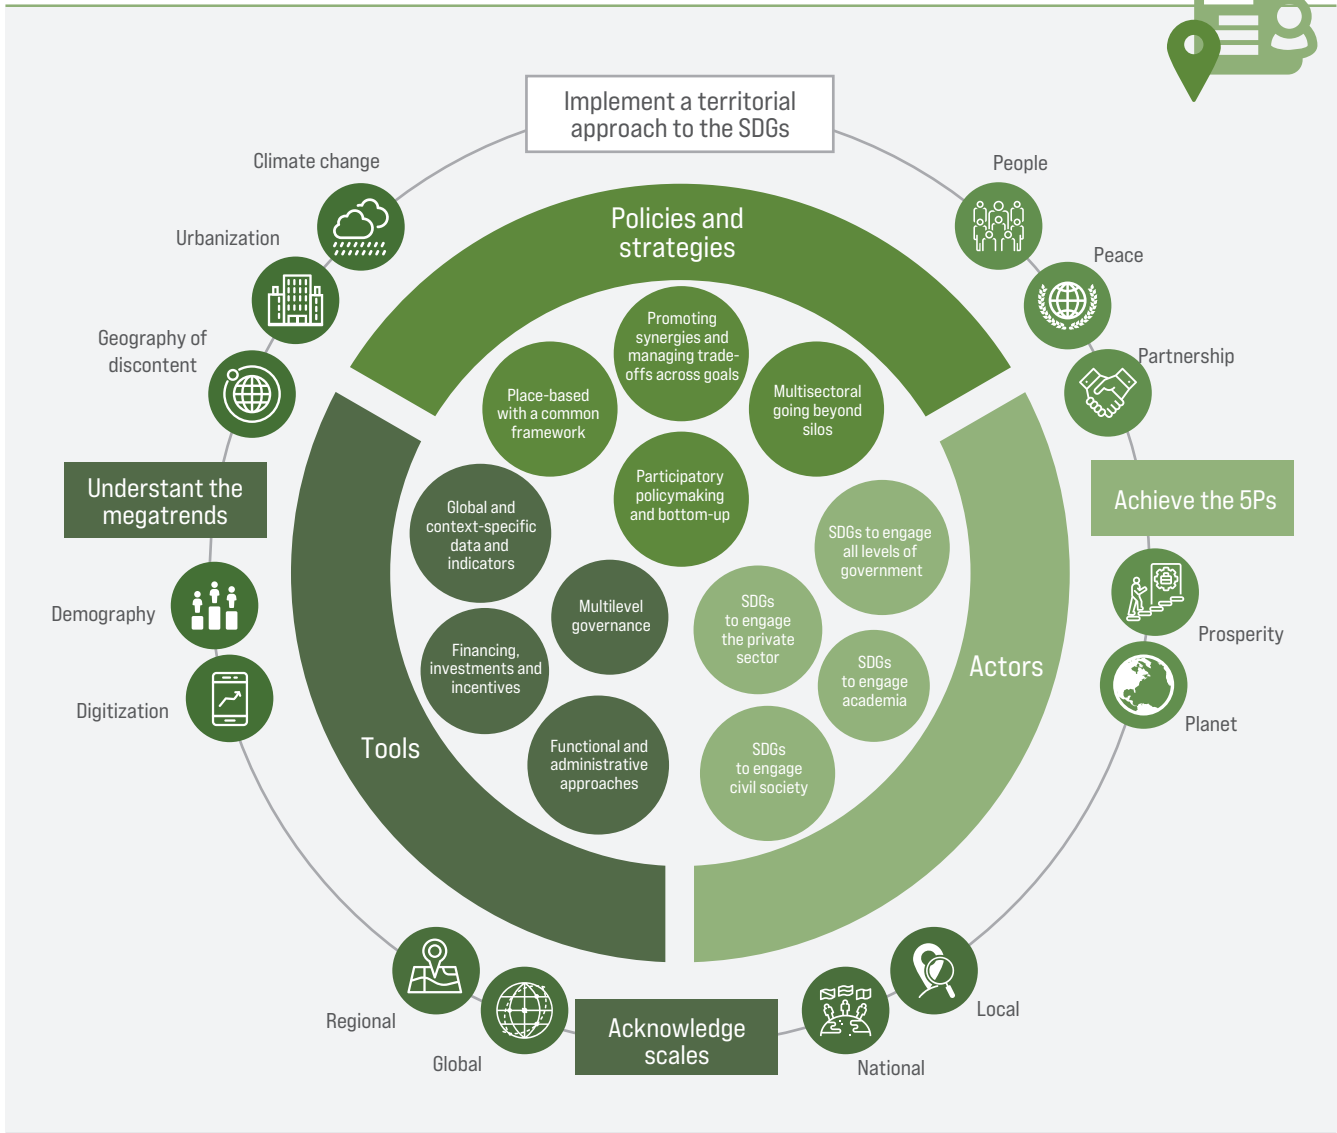 Implement a territorial
approach to the SDGs
Climate change
Urbanization
Geography of
discontent
Understant the
megatrends
Demography
Digitization
People
Peace
Partnership
Achieve the 5Ps
Prosperity
Planet
Policies and
strategies
Promoting
synergies and
managing trade-
offs across goals
Place-based
with a common
framework
Multisectoral
going beyond
silos
Participatory
policymaking
and bottom-up
Tools
Global and
context-specific
data and
indicators
Multilevel
governance
Financing,
investments and
incentives
Functional and
administrative
approaches
Actors
SDGs to engage
all levels of
government
SDGs
to engage
the private
sector
SDGs
to engage
academia
SDGs
to engage
civil society
Regional
Global
Acknowledge
scales
National
Local